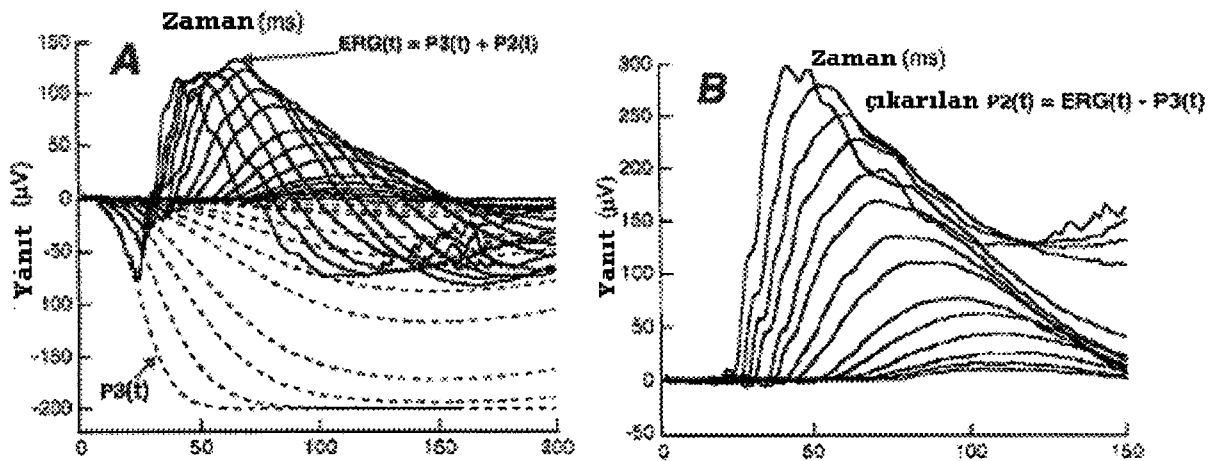 Zaman (ms)
A
ERG(t) = P3(t) + P2(t)
150
100
50
0
-50
-100
-150
-200
Yanıt (µV)
P3(t)
0 50 100 150 200
Zaman (ms)
B
çıkarılan P2(t) = ERG(t) - P3(t)
300
250
200
150
100
50
0
-50
Yanıt (µV)
0 50 100 150